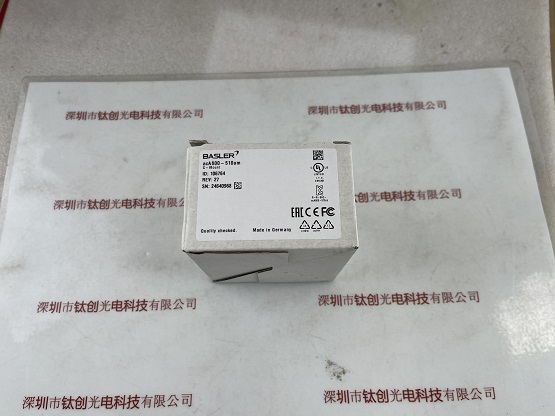 深圳市钛创光电科技有限公司
深圳市钛创光电科技有限公司
BASLER
acA800-510um
C-Mount
ID: 106764
REV: 27
SN: 24640968
EAC CE FC
Quality checked.
Made in Germany
深圳市钛创光电科技有限公司
深圳市钛创光电科技有限公司
深圳市钛创光电科技有限公司
深圳市钛创光电科技有限公司
深圳市钛创光电科技有限公司
深圳市钛创光电科技有限公司